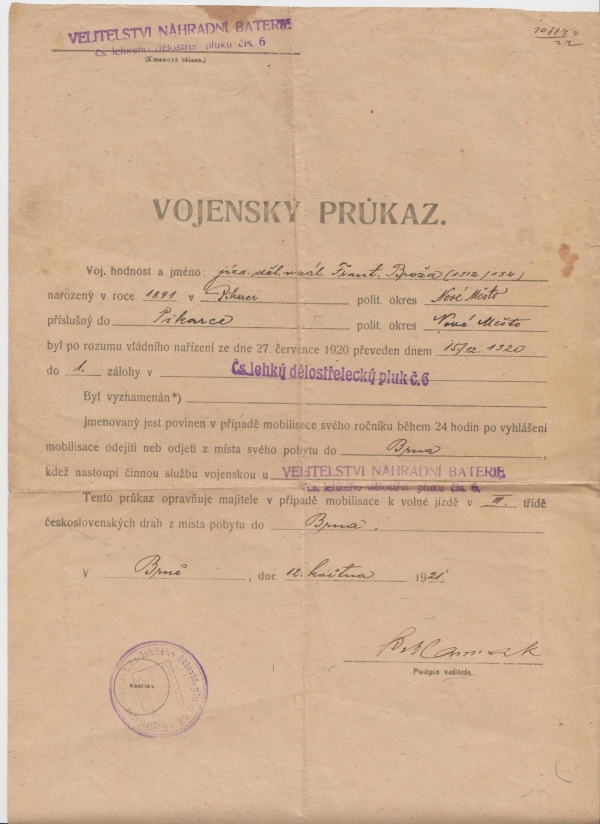 VELITELSTVÍ NÁHRADNÍ BATERIE
čs. lehkého dělostřel. pluku čís. 6
(Kmenové těleso.)
VOJENSKÝ PRŮKAZ.
Voj. hodnost a jméno: Frant. Broža (1912/154)
narozený v roce 1891 v Pikarci polit. okres Nové Město
příslušný do Pikarce polit. okres Nové Město
byl po rozumu vládního nařízení ze dne 27. července 1920 převeden dnem 15/12. 1920
do 1. zálohy v Čs. lehký dělostřelecký pluk č. 6
Byl vyznamenán*)
Jmenovaný jest povinen v případě mobilisace svého ročníku během 24 hodin po vyhlášení
mobilisace odejíti neb odjeti z místa svého pobytu do Brna,
kdež nastoupí činnou službu vojenskou u VELITELSTVÍ NÁHRADNÍ BATERIE
čs. lehkého dělostřel. pluku čís. 6.
Tento průkaz opravňuje majitele v případě mobilisace k volné jízdě v III. třídě
československých drah z místa pobytu do Brna.
V Brně, dne 12. května 1921
Podpis velitele.